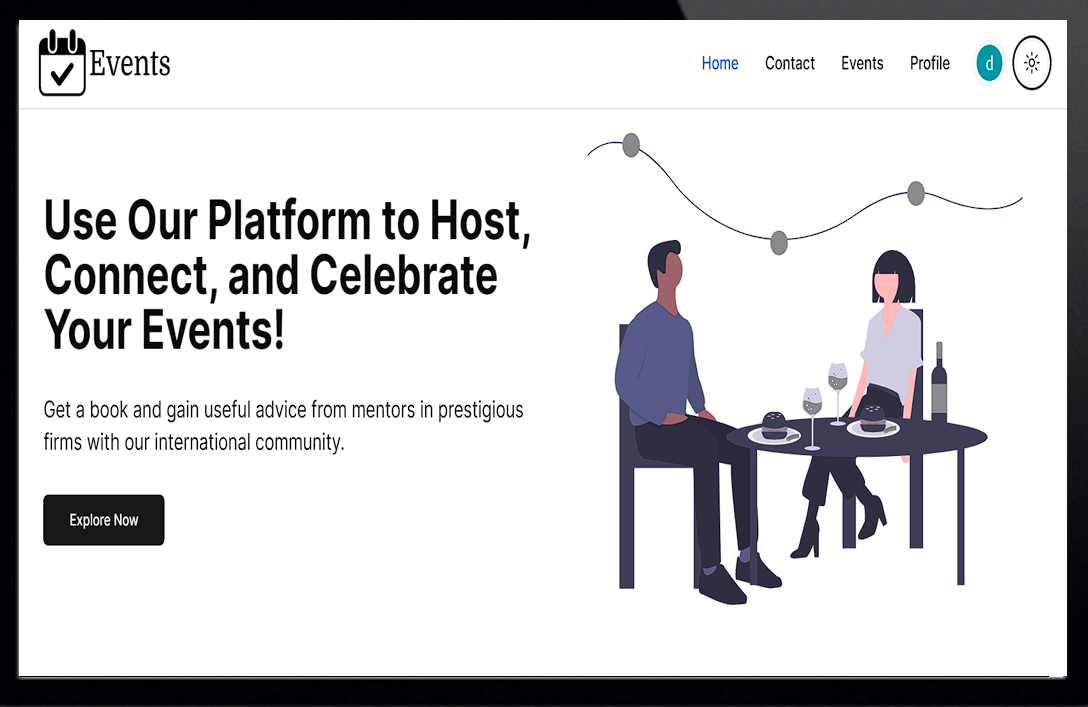 Events
Home Contact Events Profile d
Use Our Platform to Host,
Connect, and Celebrate
Your Events!
Get a book and gain useful advice from mentors in prestigious
firms with our international community.
Explore Now